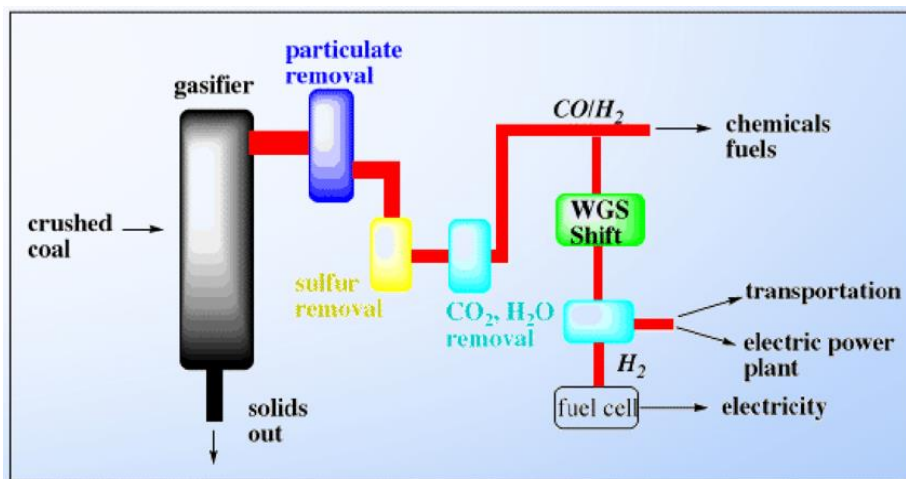 particulate
removal
gasifier
CO/H2
chemicals
fuels
crushed
coal
WGS
Shift
sulfur
removal
CO2, H2O
removal
transportation
electric power
plant
H2
solids
out
fuel cell
electricity